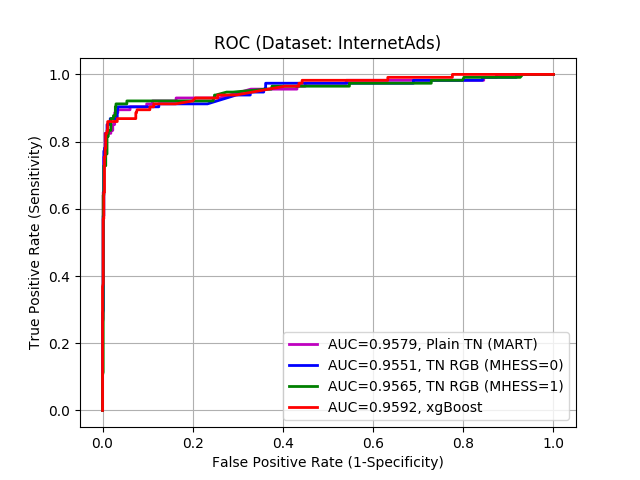 ROC (Dataset: InternetAds)
True Positive Rate (Sensitivity)
1.0
0.8
0.6
0.4
0.2
0.0
AUC=0.9579, Plain TN (MART)
AUC=0.9551, TN RGB (MHESS=0)
AUC=0.9565, TN RGB (MHESS=1)
AUC=0.9592, xgBoost
0.0 0.2 0.4 0.6 0.8 1.0
False Positive Rate (1-Specificity)